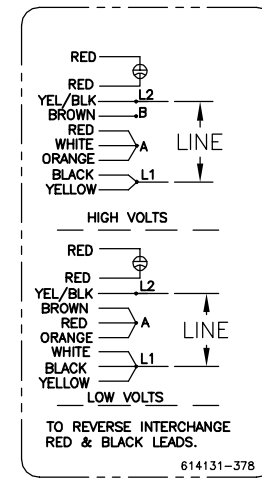 RED
RED
YEL/BLK L2
BROWN B
RED
WHITE A LINE
ORANGE
BLACK L1
YELLOW
HIGH VOLTS
RED
RED
YEL/BLK L2
BROWN
RED A LINE
ORANGE
WHITE
BLACK L1
YELLOW
LOW VOLTS
TO REVERSE INTERCHANGE
RED & BLACK LEADS.
614131-378